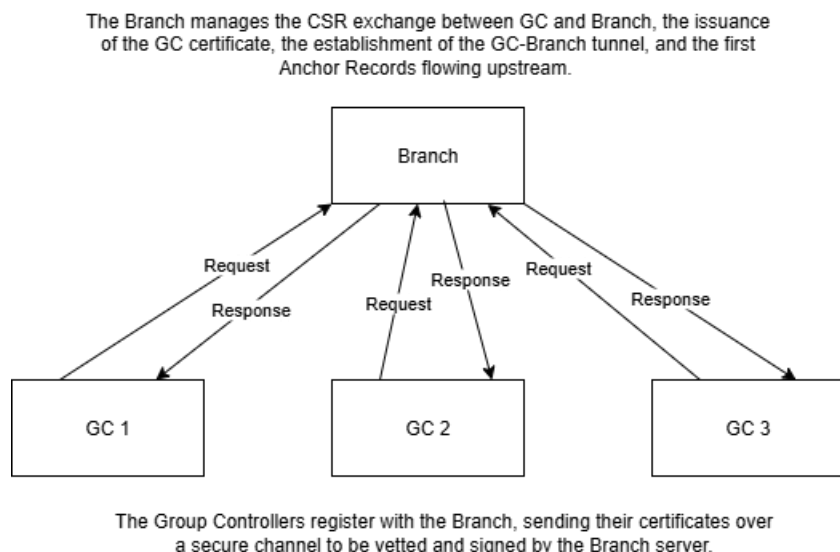 The Branch manages the CSR exchange between GC and Branch, the issuance
of the GC certificate, the establishment of the GC-Branch tunnel, and the first
Anchor Records flowing upstream.
Branch
Request
Response
Request
Response
Request
Response
GC 1
GC 2
GC 3
The Group Controllers register with the Branch, sending their certificates over
a secure channel to be vetted and signed by the Branch server.